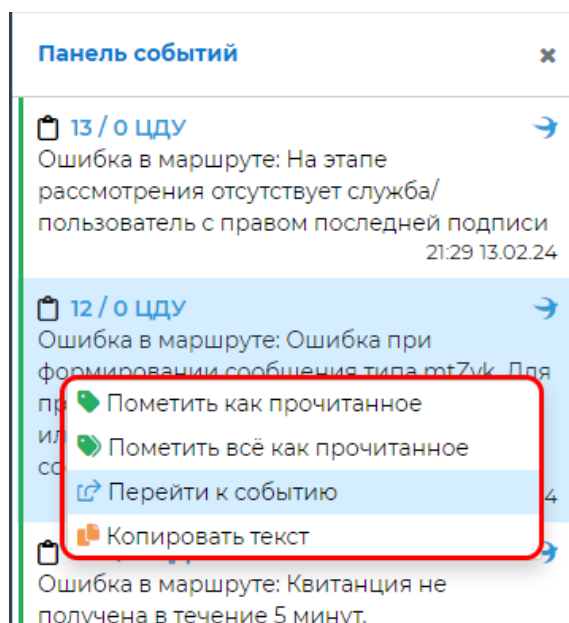 Панель событий
13 / 0 ЦДУ
Ошибка в маршруте: На этапе
рассмотрения отсутствует служба/
пользователь с правом последней подписи
21:29 13.02.24
12 / 0 ЦДУ
Ошибка в маршруте: Ошибка при
формировании сообщения типа mtZvk. Для
Пометить как прочитанное
Пометить всё как прочитанное
Перейти к событию
Копировать текст
Ошибка в маршруте: Квитанция не
получена в течение 5 минут.